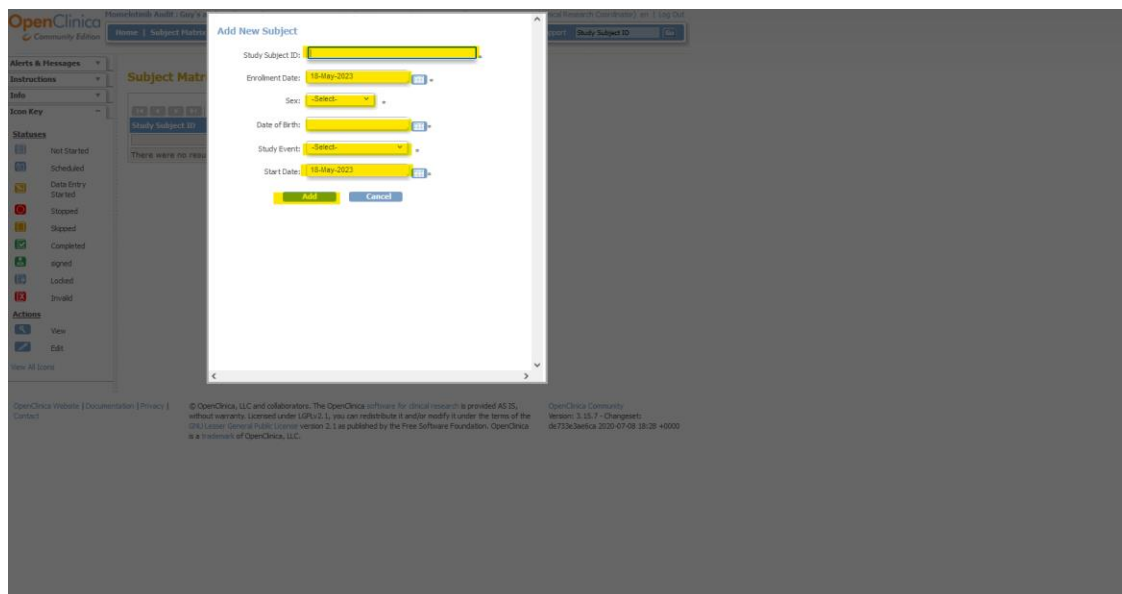 OpenClinica
Community Edition
Audit : Guy's
Home | Subject Matrix
Clinical Research Coordinator) en | Log Out
Study Subject ID
Go
Alerts & Messages
Instructions
Info
Icon Key
Statuses
Not Started
Scheduled
Data Entry
Started
Stopped
Skipped
Completed
signed
Locked
Invalid
Actions
View
Edit
View All Icons
Subject Matr
Study Subject ID
There were no resu
Add New Subject
Study Subject ID:
Enrollment Date: 18-May-2023
Sex: -Select-
Date of Birth:
Study Event: -Select-
Start Date: 18-May-2023
Add Cancel
OpenClinica Website | Documentation | Privacy |
Contact
© OpenClinica, LLC and collaborators. The OpenClinica software for clinical research is provided AS IS,
without warranty. Licensed under LGPLv2.1, you can redistribute it and/or modify it under the terms of the
GNU Lesser General Public License version 2.1 as published by the Free Software Foundation. OpenClinica
is a trademark of OpenClinica, LLC.
OpenClinica Community
Version: 3.15.7 - Changeset:
de733e3ae6ca 2020-07-08 18:28 +0000